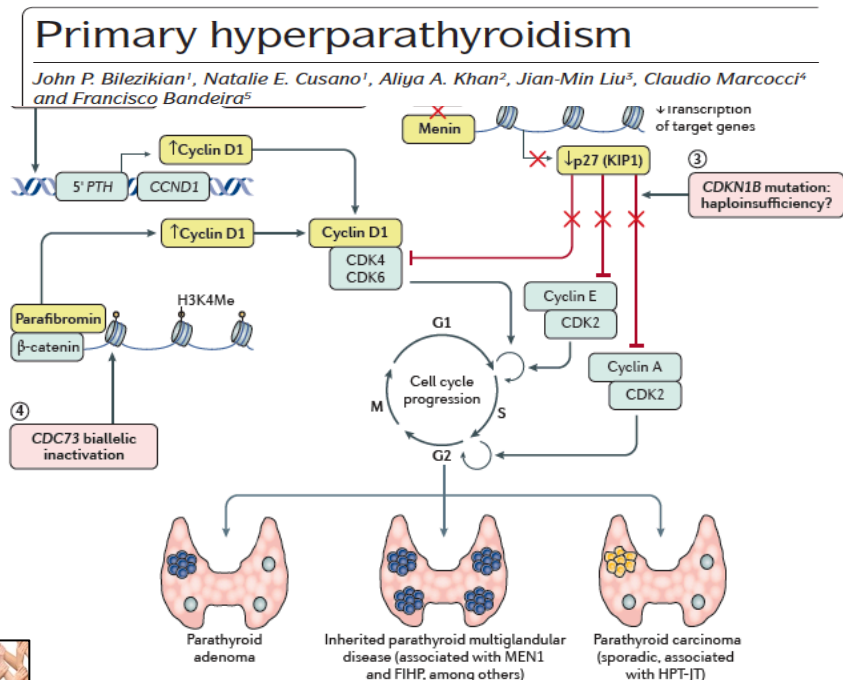 Primary hyperparathyroidism
John P. Bilezikian¹, Natalie E. Cusano¹, Aliya A. Khan², Jian-Min Liu³, Claudio Marcocci⁴
and Francisco Bandeira⁵
Menin
↓Transcription
of target genes
↑Cyclin D1
5' PTH
CCND1
↓p27 (KIP1)
③
CDKN1B mutation:
haploinsufficiency?
↑Cyclin D1
Cyclin D1
CDK4
CDK6
H3K4Me
Parafibromin
β-catenin
Cyclin E
CDK2
Cyclin A
CDK2
G1
Cell cycle
progression
M
S
G2
④
CDC73 biallelic
inactivation
Parathyroid
adenoma
Inherited parathyroid multiglandular
disease (associated with MEN1
and FIHP, among others)
Parathyroid carcinoma
(sporadic, associated
with HPT-JT)